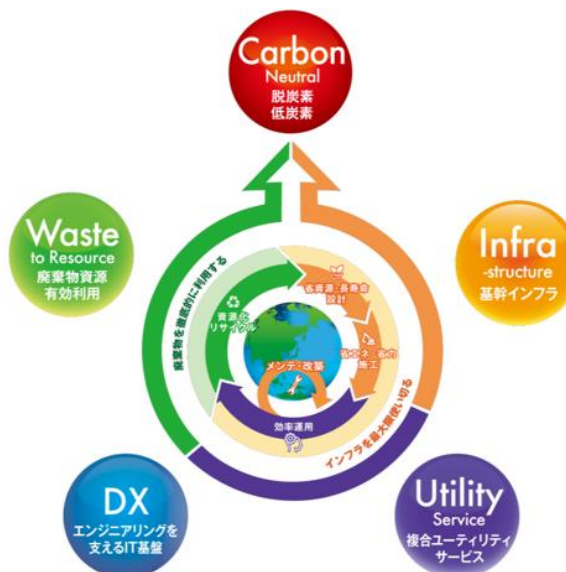 Carbon
Neutral
脱炭素
低炭素
Waste
to Resource
廃棄物資源
有効利用
Infra
-structure
基幹インフラ
廃棄物を徹底的に利用する
省資源・長寿命
設計
資源化
リサイクル
省エネ・省力
施工
メンテ・改築
効率運用
インフラを最大限使い切る
DX
エンジニアリングを
支えるIT基盤
Utility
Service
複合ユーティリティ
サービス